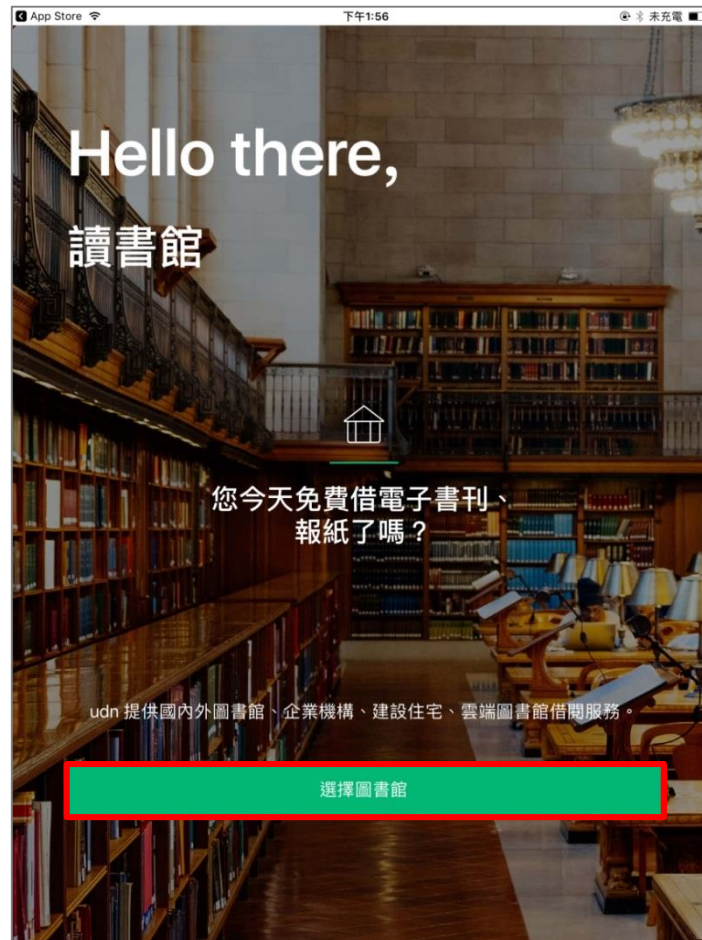 App Store
下午1:56
未充電
Hello there,
讀書館
您今天免費借電子書刊、
報紙了嗎？
udn 提供國內外圖書館、企業機構、建設住宅、雲端圖書館借閱服務。
選擇圖書館